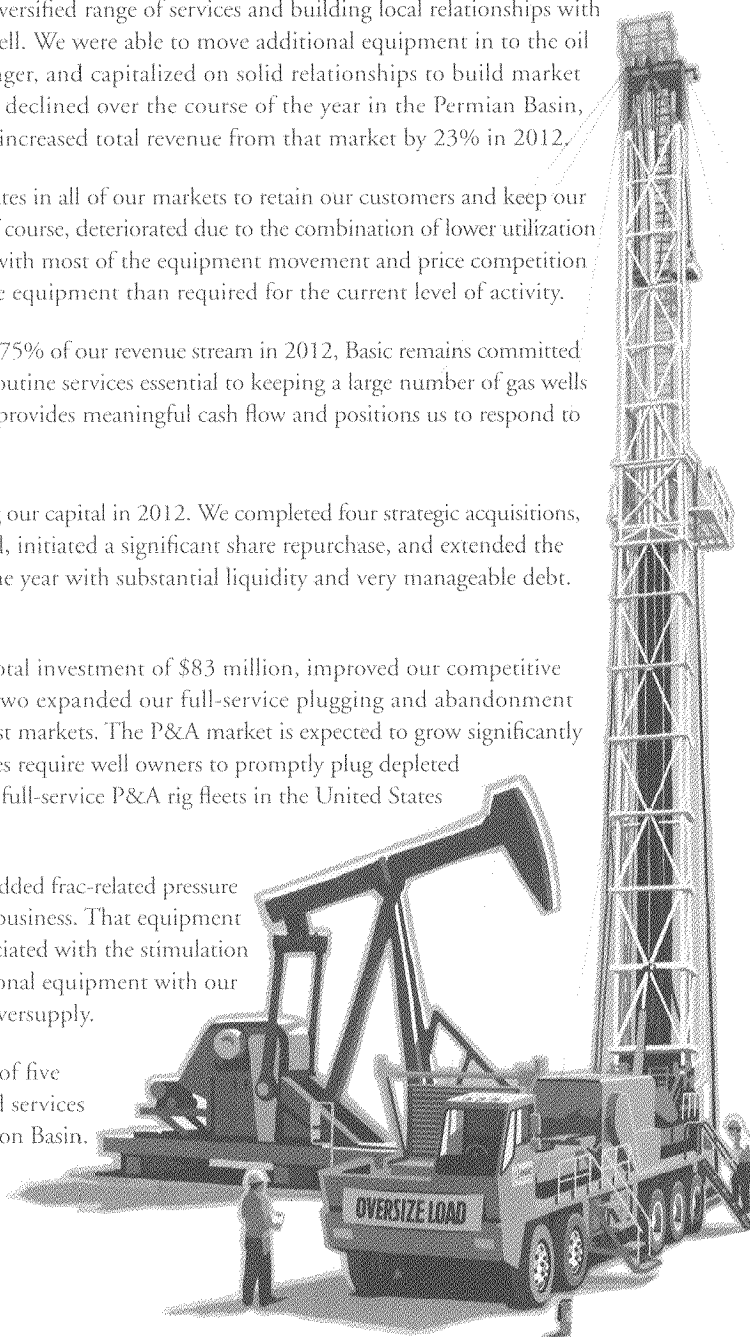 versified range of services and building local relationships with
ell. We were able to move additional equipment in to the oil
nger, and capitalized on solid relationships to build market
declined over the course of the year in the Permian Basin,
increased total revenue from that market by 23% in 2012.
tes in all of our markets to retain our customers and keep our
course, deteriorated due to the combination of lower utilization
with most of the equipment movement and price competition
e equipment than required for the current level of activity.
75% of our revenue stream in 2012, Basic remains committed
outine services essential to keeping a large number of gas wells
provides meaningful cash flow and positions us to respond to
g our capital in 2012. We completed four strategic acquisitions,
l, initiated a significant share repurchase, and extended the
ne year with substantial liquidity and very manageable debt.
otal investment of $83 million, improved our competitive
wo expanded our full-service plugging and abandonment
st markets. The P&A market is expected to grow significantly
es require well owners to promptly plug depleted
full-service P&A rig fleets in the United States
dded frac-related pressure
business. That equipment
ciated with the stimulation
onal equipment with our
versupply.
of five
l services
on Basin.
OVERSIZE LOAD